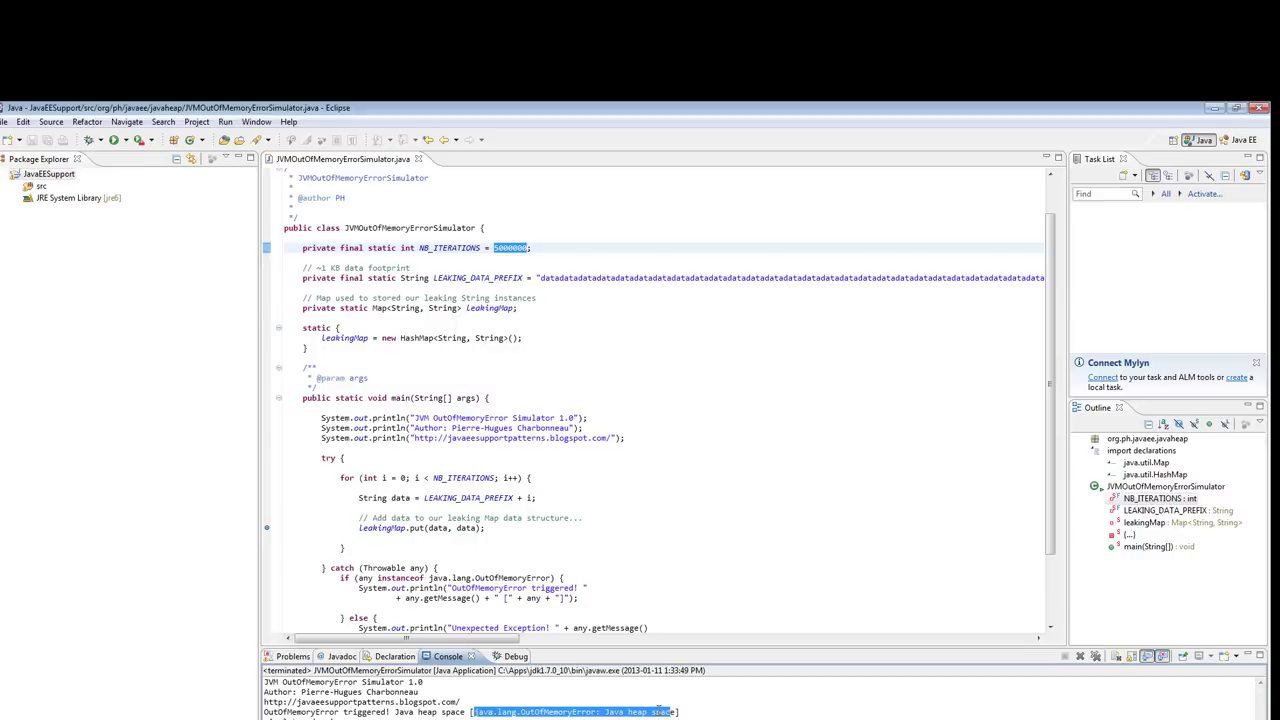 Java - JavaEESupport/src/org/ph/javaee/javaheap/JVMOutOfMemoryErrorSimulator.java - Eclipse
Edit Source Refactor Navigate Search Project Run Window Help
Java Java EE
Package Explorer
JavaEESupport
src
JRE System Library [jre6]
JVMOutOfMemoryErrorSimulator.java
* JVMOutOfMemoryErrorSimulator
*
* @author PH
*
*/
public class JVMOutOfMemoryErrorSimulator {
private final static int NB_ITERATIONS = 5000000;
// ~1 KB data footprint
private final static String LEAKING_DATA_PREFIX = "datadatadatadatadatadatadatadatadatadatadatadatadatadatadatadatadatadatadatadatadatadatadatadatadatadatadata
// Map used to stored our leaking String instances
private static Map<String, String> leakingMap;
static {
leakingMap = new HashMap<String, String>();
}
/**
* @param args
*/
public static void main(String[] args) {
System.out.println("JVM OutOfMemoryError Simulator 1.0");
System.out.println("Author: Pierre-Hugues Charbonneau");
System.out.println("http://javaeesupportpatterns.blogspot.com/");
try {
for (int i = 0; i < NB_ITERATIONS; i++) {
String data = LEAKING_DATA_PREFIX + i;
// Add data to our leaking Map data structure...
leakingMap.put(data, data);
}
} catch (Throwable any) {
if (any instanceof java.lang.OutOfMemoryError) {
System.out.println("OutOfMemoryError triggered! "
+ any.getMessage() + " [" + any + "]");
} else {
System.out.println("Unexpected Exception! " + any.getMessage()
Task List
Find All Activate...
Connect Mylyn
Connect to your task and ALM tools or create a
local task.
Outline
org.ph.javaee.javaheap
import declarations
java.util.Map
java.util.HashMap
JVMOutOfMemoryErrorSimulator
NB_ITERATIONS : int
LEAKING_DATA_PREFIX : String
leakingMap : Map<String, String>
{...}
main(String[]) : void
Problems Javadoc Declaration Console Debug
<terminated> JVMOutOfMemoryErrorSimulator [Java Application] C:\Apps\jdk1.7.0_10\bin\javaw.exe (2013-01-11 1:33:49 PM)
JVM OutOfMemoryError Simulator 1.0
Author: Pierre-Hugues Charbonneau
http://javaeesupportpatterns.blogspot.com/
OutOfMemoryError triggered! Java heap space [java.lang.OutOfMemoryError: Java heap space]